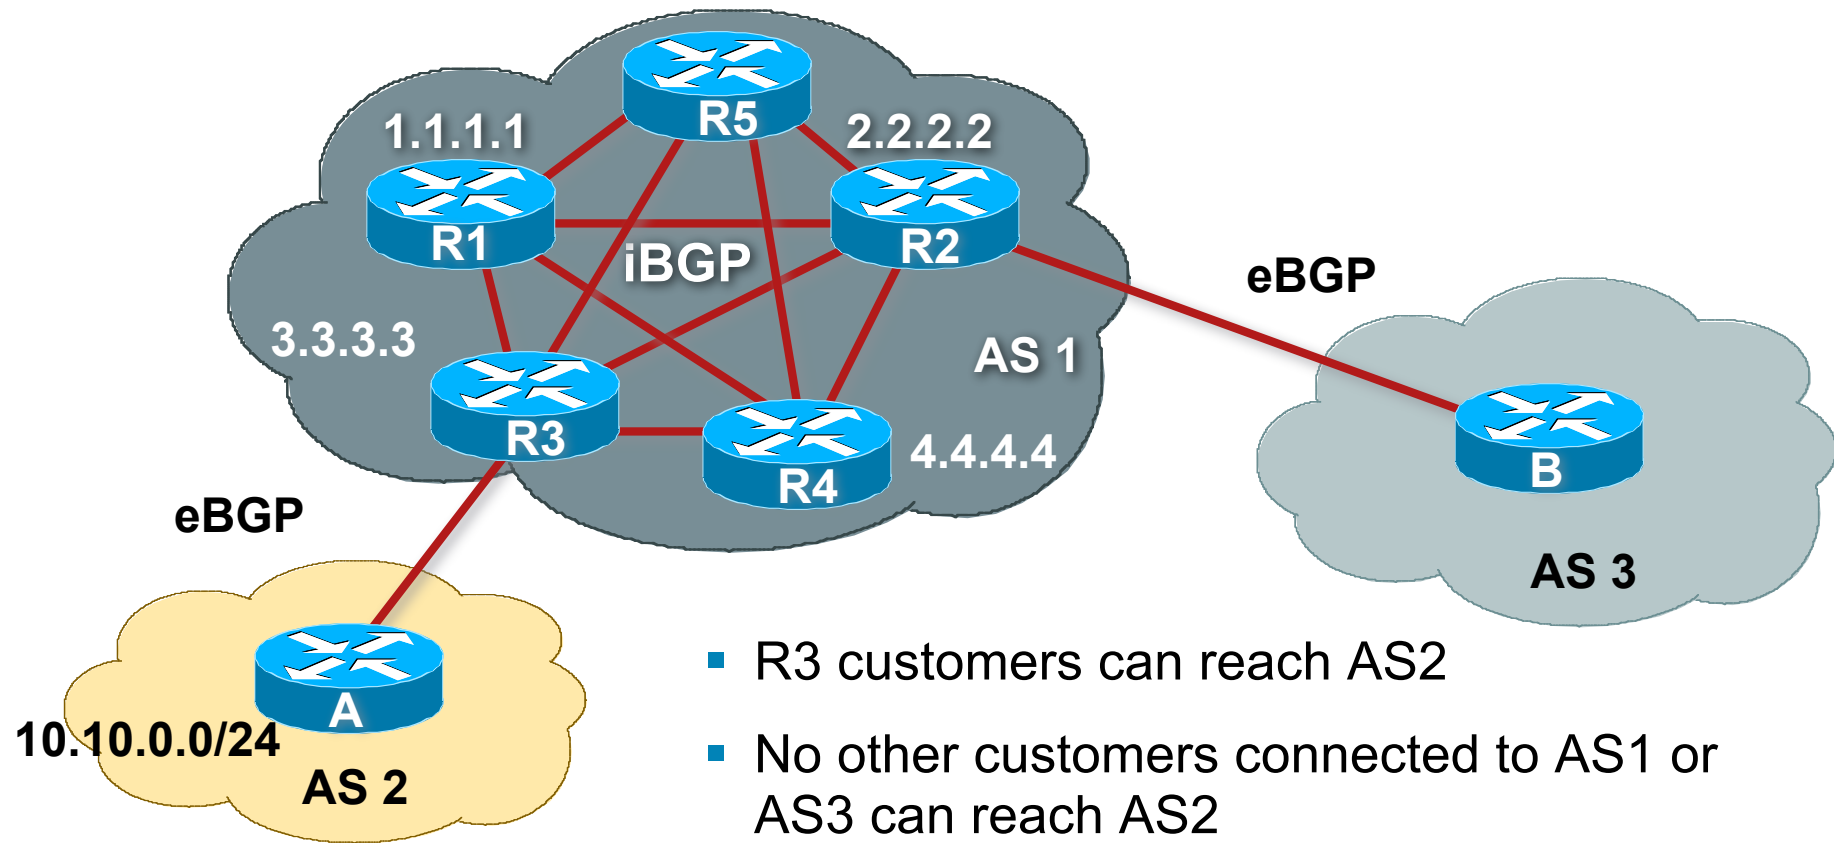 R5
1.1.1.1
2.2.2.2
R1
iBGP
R2
eBGP
3.3.3.3
AS 1
R3
R4
4.4.4.4
B
eBGP
AS 3
A
10.10.0.0/24
AS 2
R3 customers can reach AS2
No other customers connected to AS1 or
AS3 can reach AS2